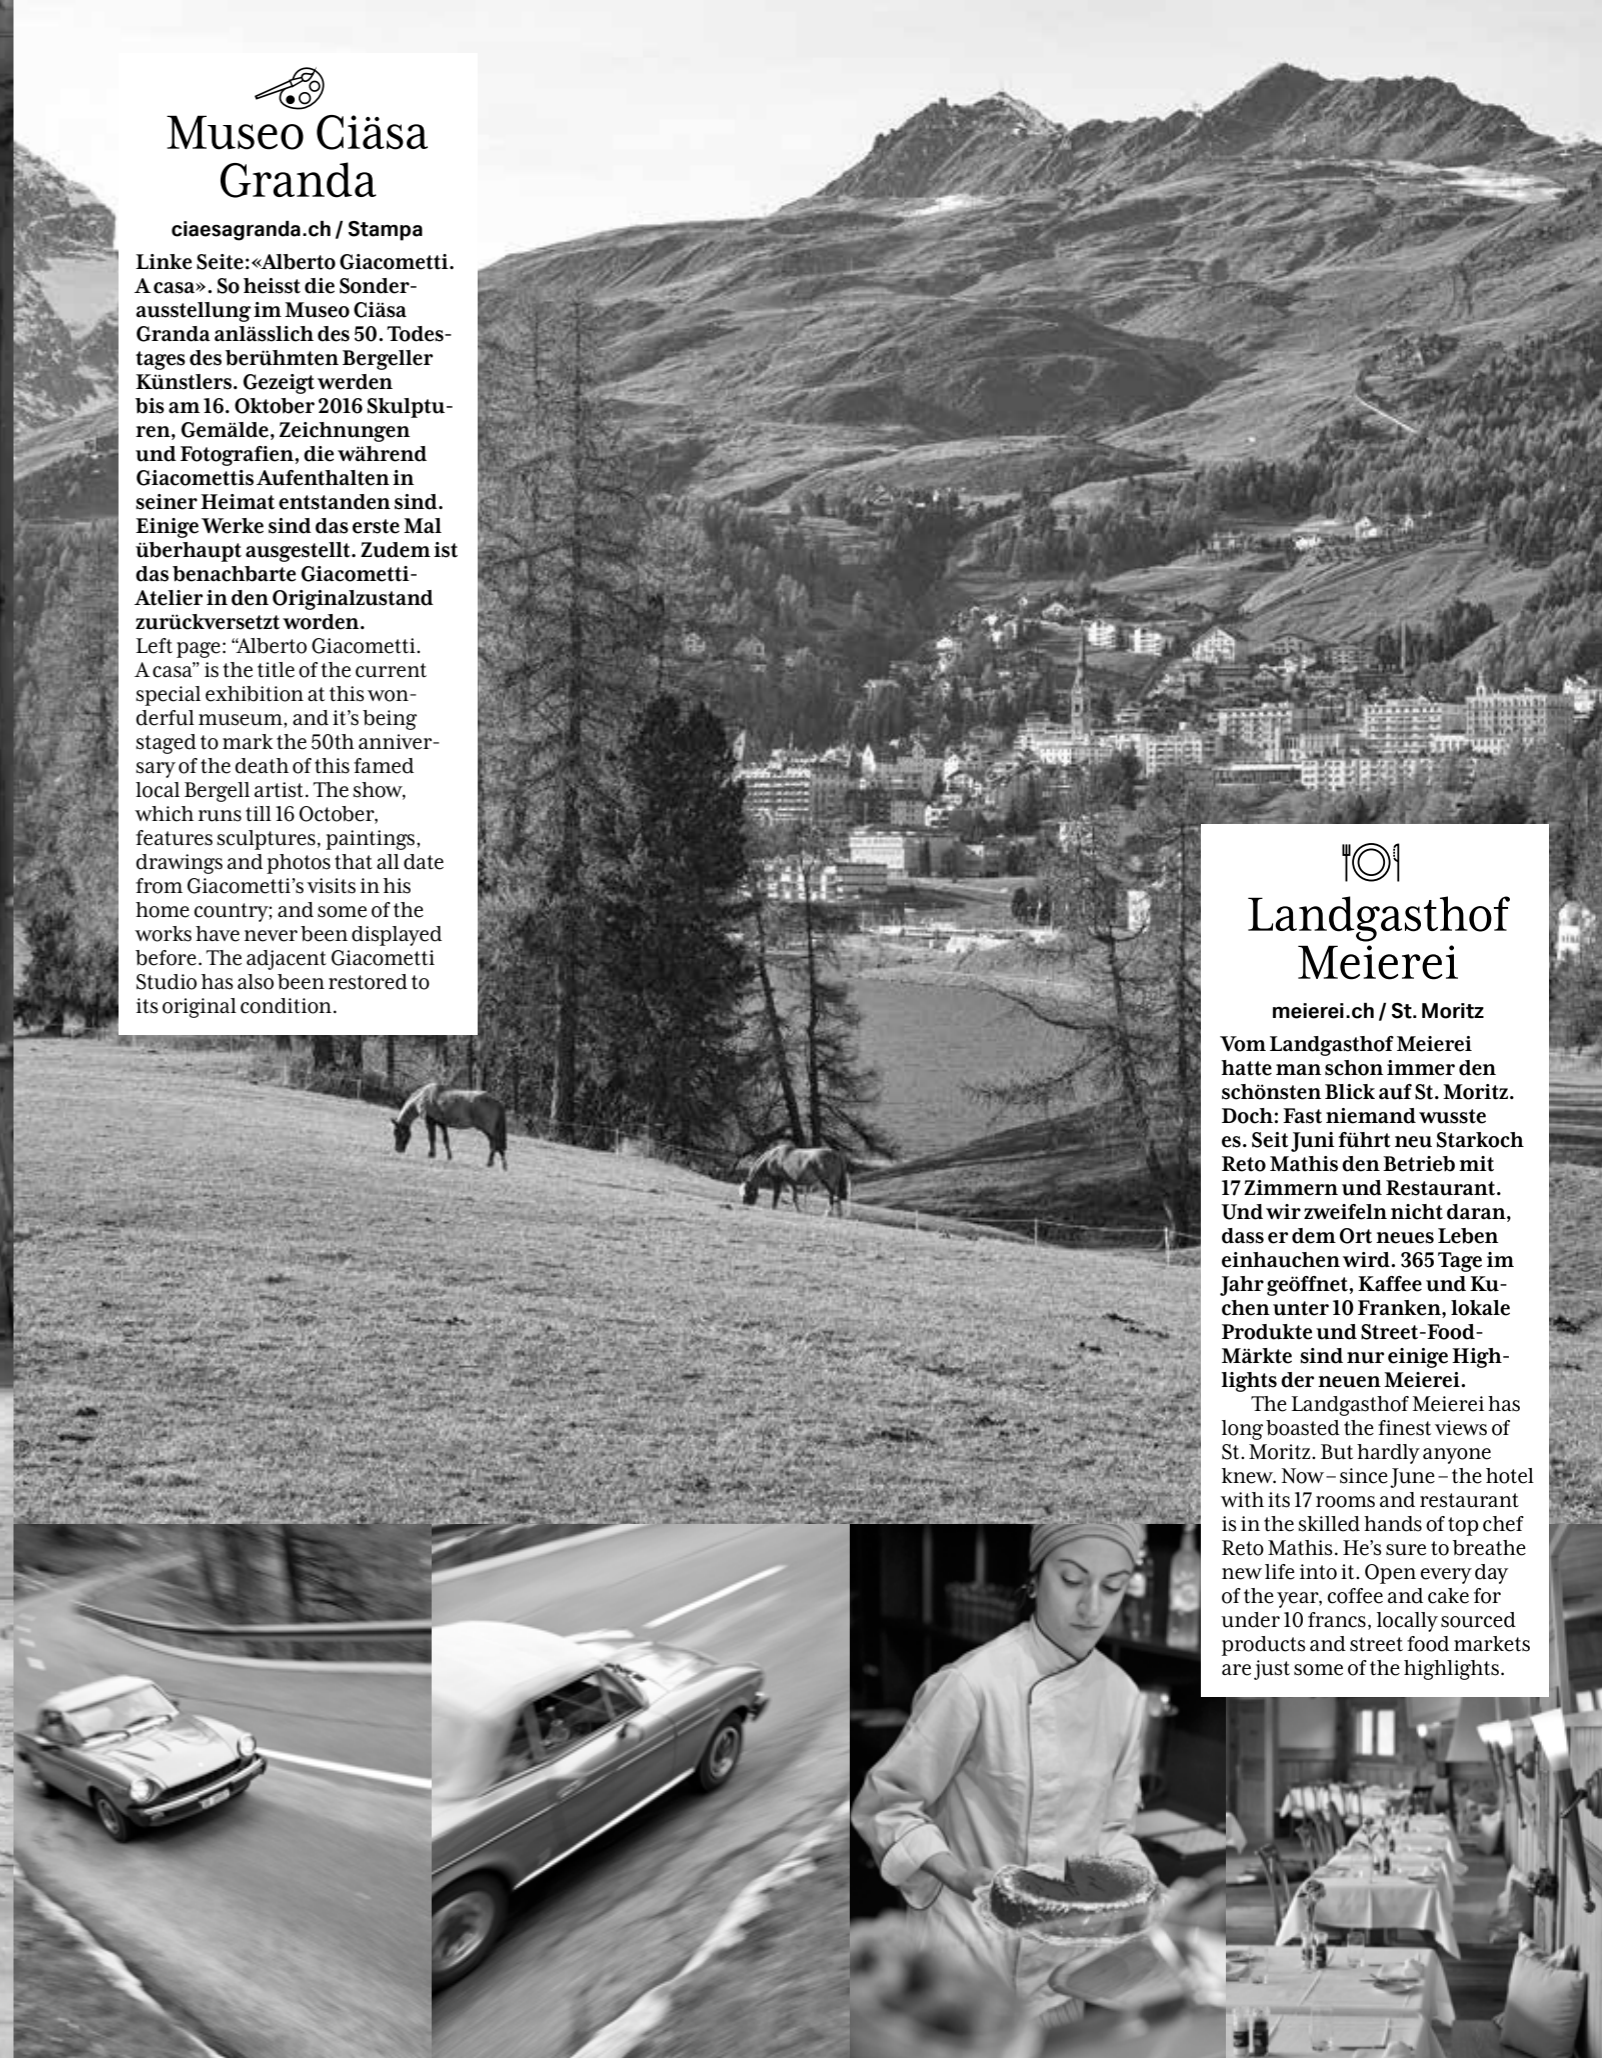 Museo Ciäsa
Granda
ciaesagranda.ch / Stampa
Linke Seite:«Alberto Giacometti.
A casa». So heisst die Sonder-
ausstellung im Museo Ciäsa
Granda anlässlich des 50. Todes-
tages des berühmten Bergeller
Künstlers. Gezeigt werden
bis am 16. Oktober 2016 Skulptu-
ren, Gemälde, Zeichnungen
und Fotografien, die während
Giacomettis Aufenthalten in
seiner Heimat entstanden sind.
Einige Werke sind das erste Mal
überhaupt ausgestellt. Zudem ist
das benachbarte Giacometti-
Atelier in den Originalzustand
zurückversetzt worden.
Left page: “Alberto Giacometti.
A casa” is the title of the current
special exhibition at this won-
derful museum, and it’s being
staged to mark the 50th anniver-
sary of the death of this famed
local Bergell artist. The show,
which runs till 16 October,
features sculptures, paintings,
drawings and photos that all date
from Giacometti’s visits in his
home country; and some of the
works have never been displayed
before. The adjacent Giacometti
Studio has also been restored to
its original condition.
Landgasthof
Meierei
meierei.ch / St. Moritz
Vom Landgasthof Meierei
hatte man schon immer den
schönsten Blick auf St. Moritz.
Doch: Fast niemand wusste
es. Seit Juni führt neu Starkoch
Reto Mathis den Betrieb mit
17 Zimmern und Restaurant.
Und wir zweifeln nicht daran,
dass er dem Ort neues Leben
einhauchen wird. 365 Tage im
Jahr geöffnet, Kaffee und Ku-
chen unter 10 Franken, lokale
Produkte und Street-Food-
Märkte sind nur einige High-
lights der neuen Meierei.
The Landgasthof Meierei has
long boasted the finest views of
St. Moritz. But hardly anyone
knew. Now – since June – the hotel
with its 17 rooms and restaurant
is in the skilled hands of top chef
Reto Mathis. He’s sure to breathe
new life into it. Open every day
of the year, coffee and cake for
under 10 francs, locally sourced
products and street food markets
are just some of the highlights.